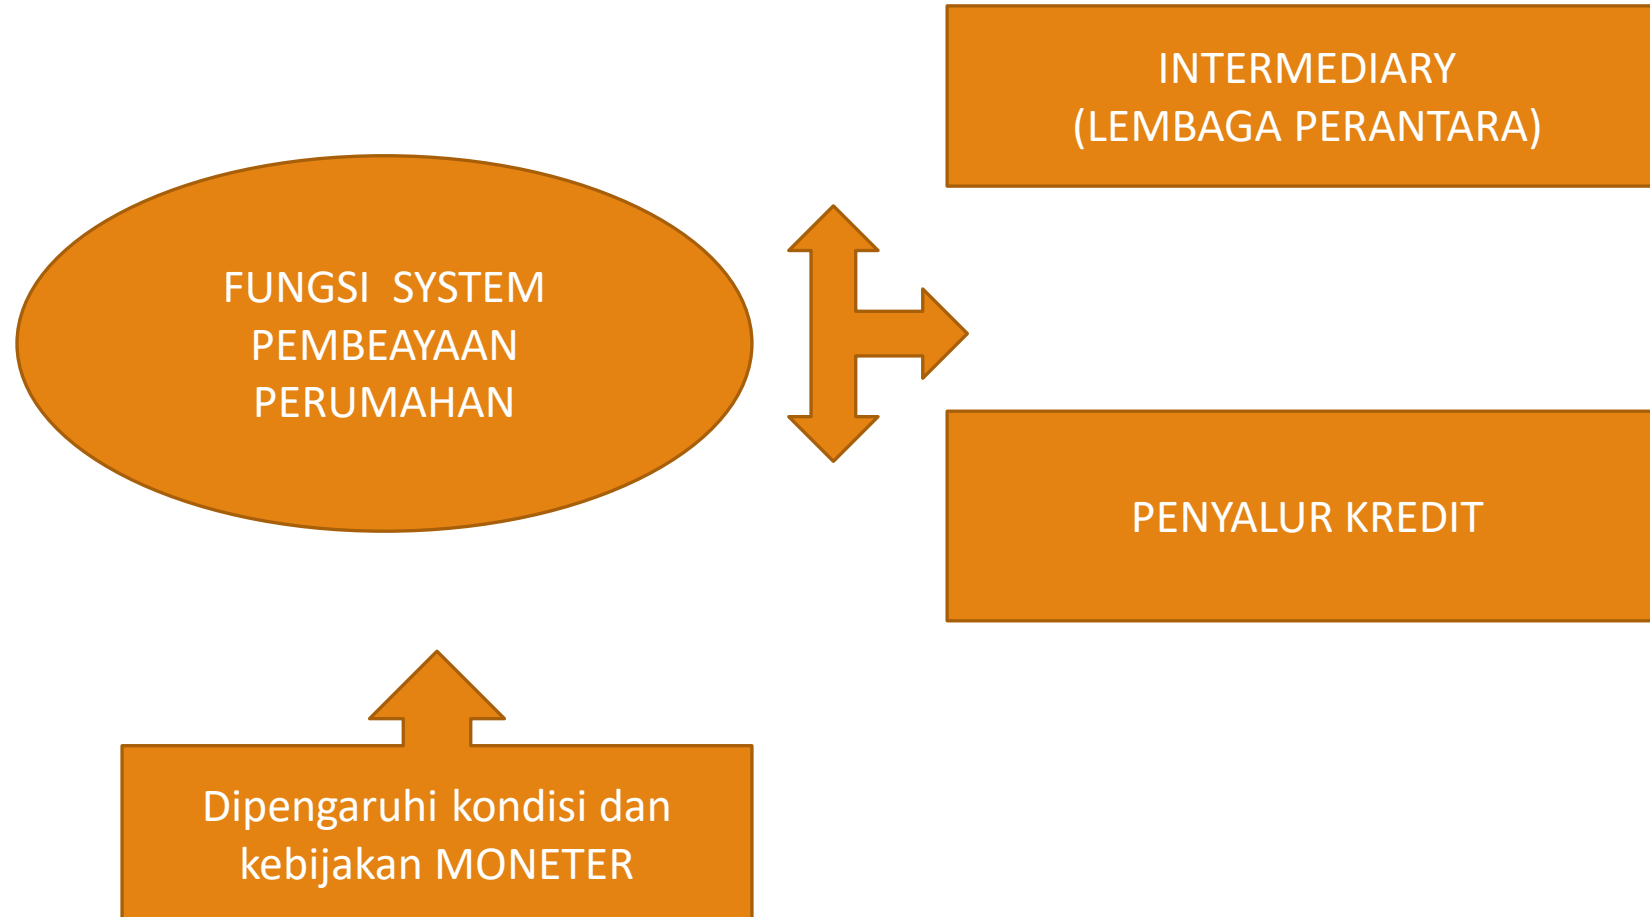 INTERMEDIARY
(LEMBAGA PERANTARA)
FUNGSI  SYSTEM
PEMBEAYAAN
PERUMAHAN
PENYALUR KREDIT
Dipengaruhi kondisi dan
kebijakan MONETER